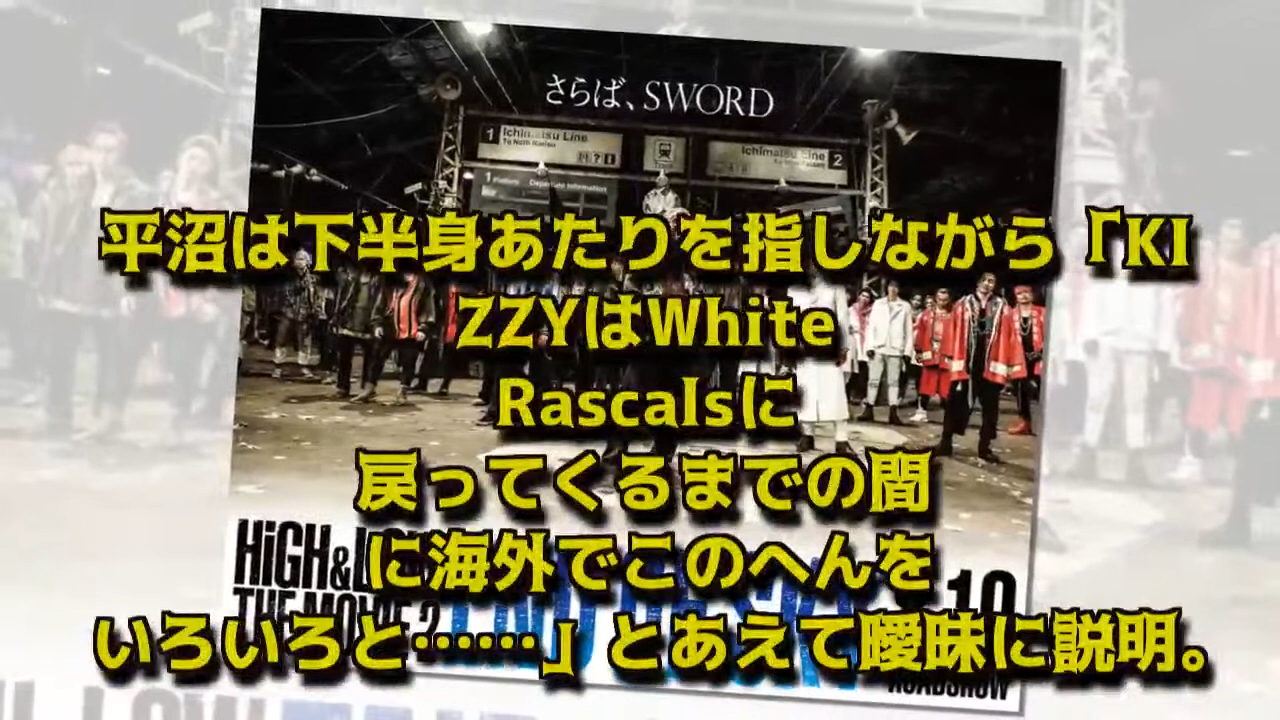 さらば、SWORD
1 Ichimatsu Line
Ichimatsu Line 2
1 Platform Departure Information
平沼は下半身あたりを指しながら「KI
ZZYはWhite
Rascalsに
戻ってくるまでの間
に海外でこのへんを
いろいろと……」とあえて曖昧に説明。
HiGH&L
THE MOVIE 2
ROADSHOW